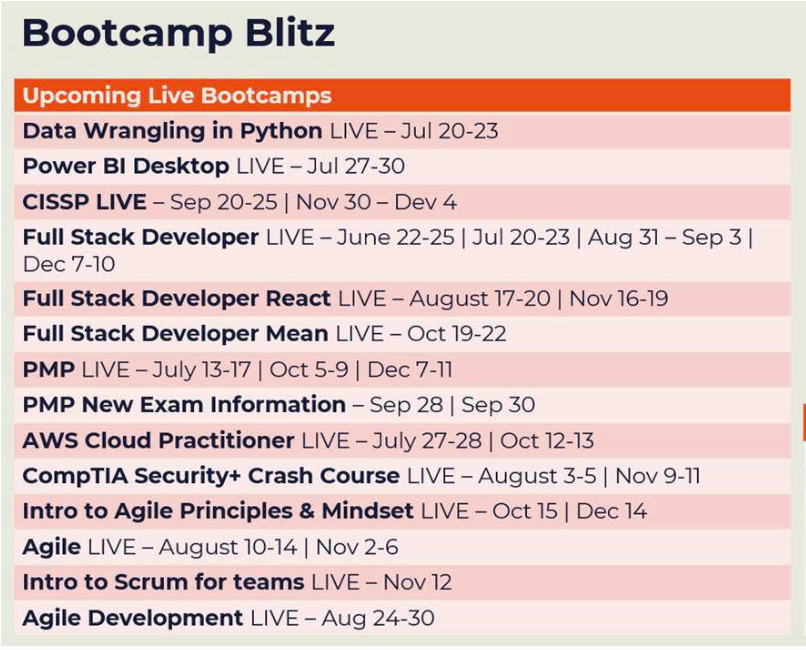 Bootcamp Blitz
Upcoming Live Bootcamps
Data Wrangling in Python LIVE – Jul 20-23
Power BI Desktop LIVE – Jul 27-30
CISSP LIVE – Sep 20-25 | Nov 30 – Dev 4
Full Stack Developer LIVE – June 22-25 | Jul 20-23 | Aug 31 – Sep 3 |
Dec 7-10
Full Stack Developer React LIVE – August 17-20 | Nov 16-19
Full Stack Developer Mean LIVE – Oct 19-22
PMP LIVE – July 13-17 | Oct 5-9 | Dec 7-11
PMP New Exam Information – Sep 28 | Sep 30
AWS Cloud Practitioner LIVE – July 27-28 | Oct 12-13
CompTIA Security+ Crash Course LIVE – August 3-5 | Nov 9-11
Intro to Agile Principles & Mindset LIVE – Oct 15 | Dec 14
Agile LIVE – August 10-14 | Nov 2-6
Intro to Scrum for teams LIVE – Nov 12
Agile Development LIVE – Aug 24-30